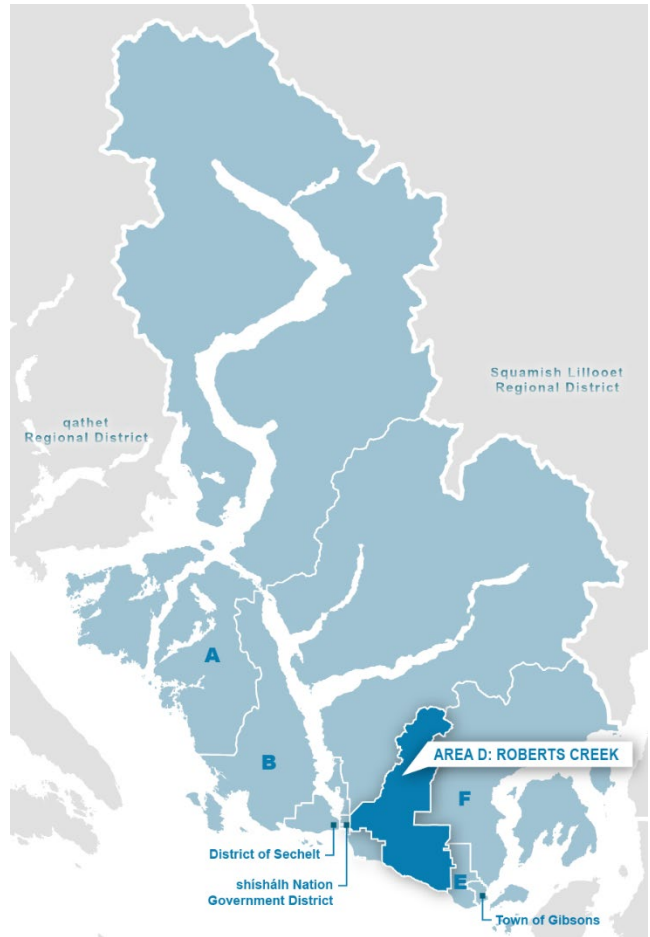 Squamish Lillooet
Regional District
qathet
Regional District
A
B
AREA D: ROBERTS CREEK
F
District of Sechelt
E
shíshálh Nation
Government District
Town of Gibsons